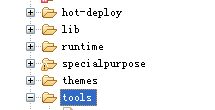 hot-deploy
lib
runtime
specialpurpose
themes
tools